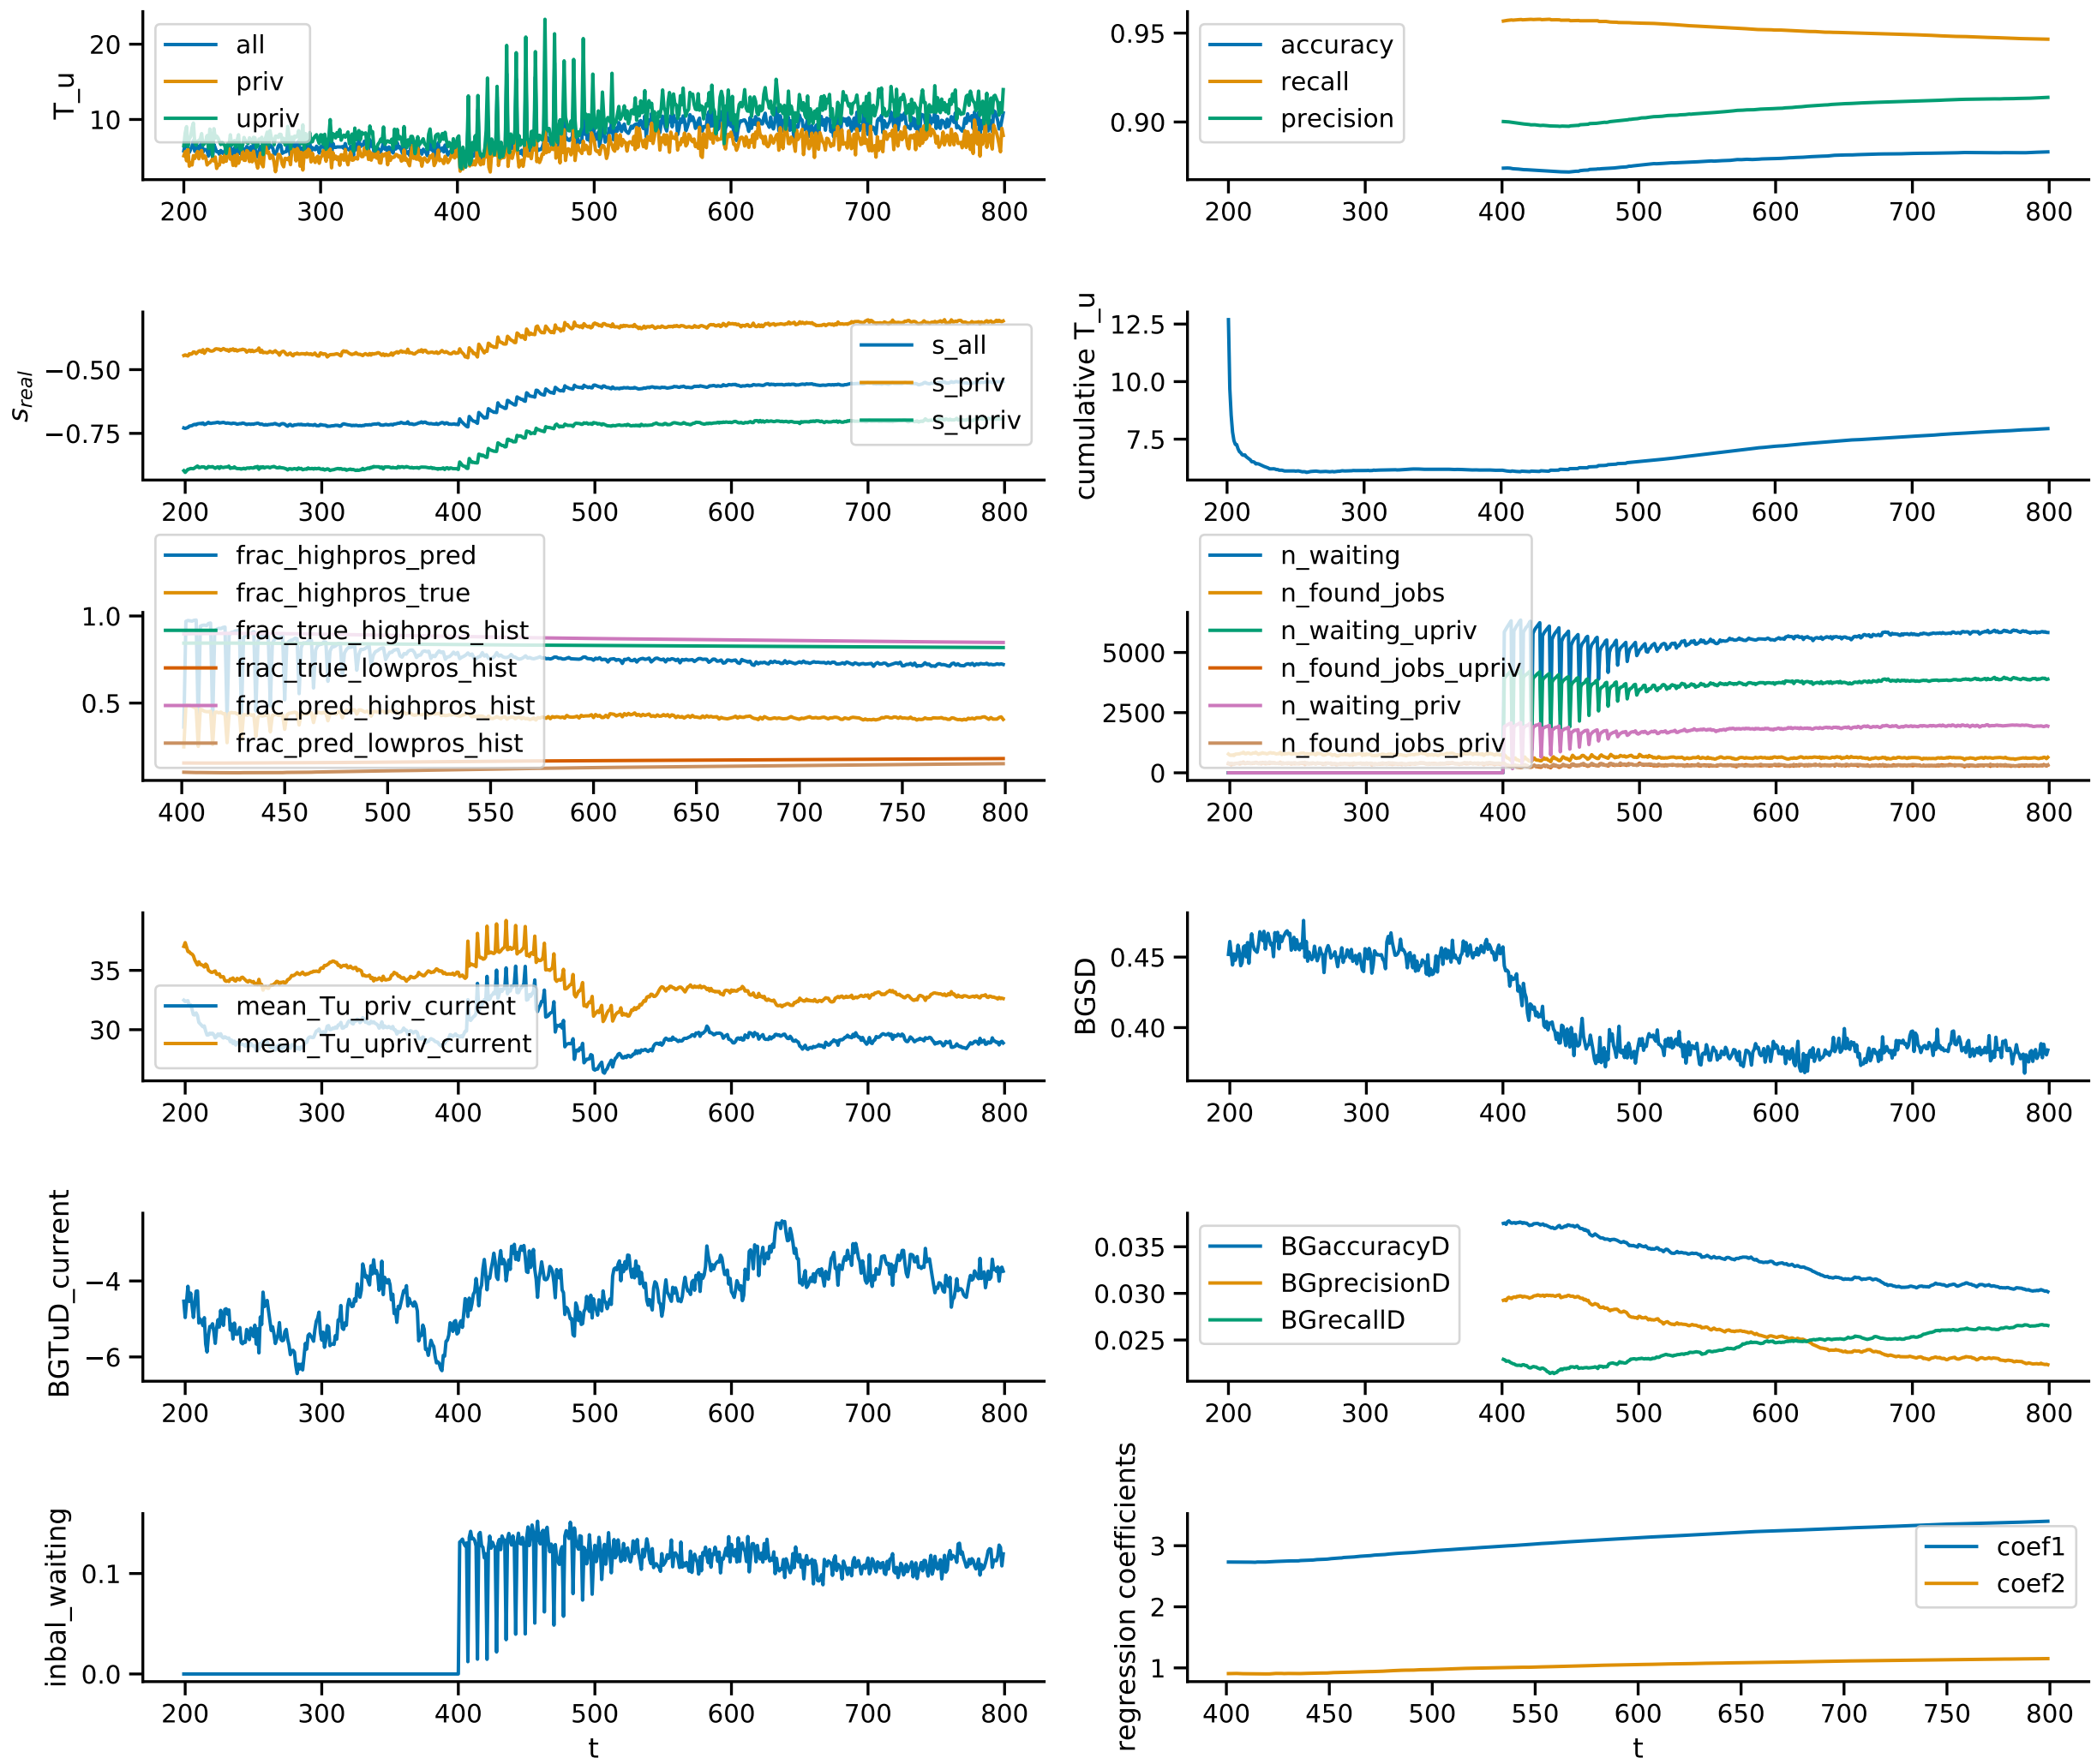 T_u
20
10
all
priv
upriv
200 300 400 500 600 700 800
0.95
0.90
accuracy
recall
precision
200 300 400 500 600 700 800
s_real
−0.50
−0.75
s_all
s_priv
s_upriv
200 300 400 500 600 700 800
cumulative T_u
12.5
10.0
7.5
200 300 400 500 600 700 800
1.0
0.5
frac_highpros_pred
frac_highpros_true
frac_true_highpros_hist
frac_true_lowpros_hist
frac_pred_highpros_hist
frac_pred_lowpros_hist
400 450 500 550 600 650 700 750 800
5000
2500
0
n_waiting
n_found_jobs
n_waiting_upriv
n_found_jobs_upriv
n_waiting_priv
n_found_jobs_priv
200 300 400 500 600 700 800
35
30
mean_Tu_priv_current
mean_Tu_upriv_current
200 300 400 500 600 700 800
BGSD
0.45
0.40
200 300 400 500 600 700 800
BGTuD_current
−4
−6
200 300 400 500 600 700 800
0.035
0.030
0.025
BGaccuracyD
BGprecisionD
BGrecallD
200 300 400 500 600 700 800
inbal_waiting
0.1
0.0
200 300 400 500 600 700 800
t
regression coefficients
3
2
1
coef1
coef2
400 450 500 550 600 650 700 750 800
t